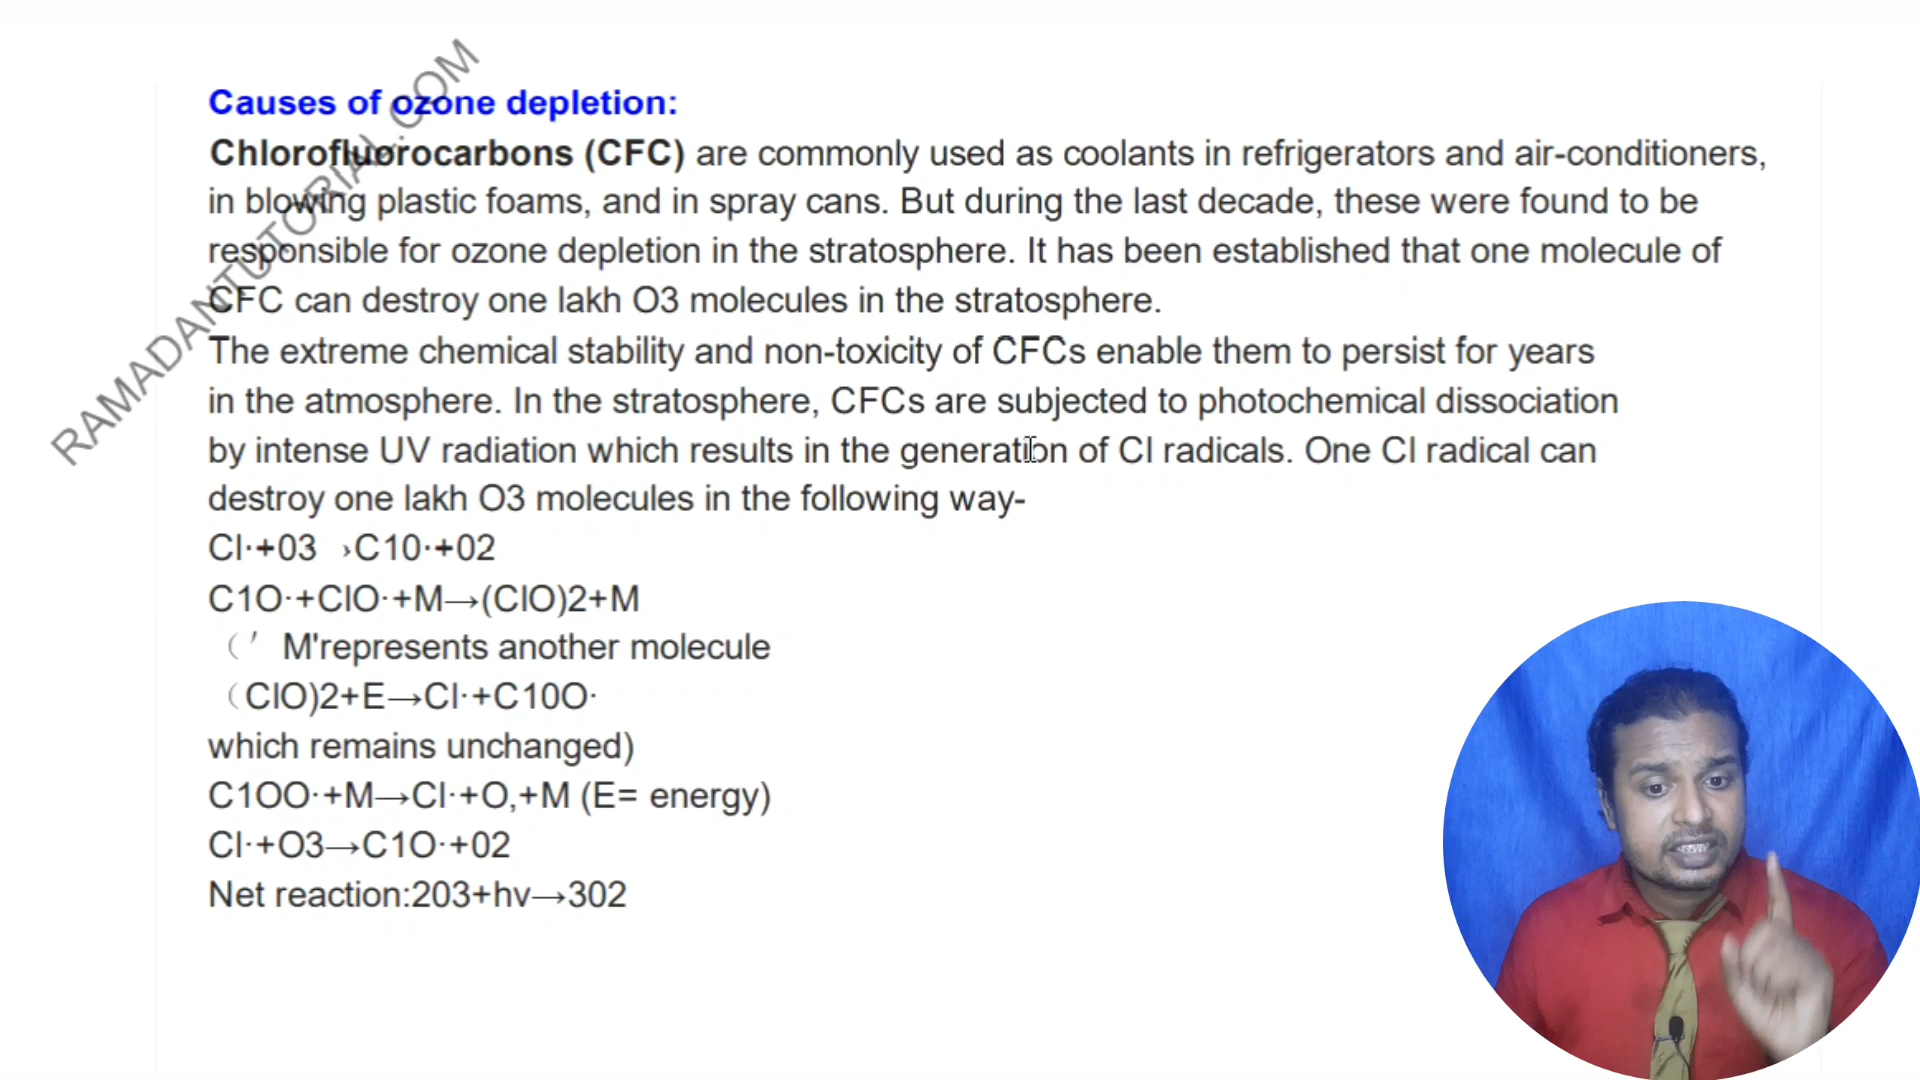 RAMADANTUTORIAL.COM
Causes of ozone depletion:
Chlorofluorocarbons (CFC) are commonly used as coolants in refrigerators and air-conditioners,
in blowing plastic foams, and in spray cans. But during the last decade, these were found to be
responsible for ozone depletion in the stratosphere. It has been established that one molecule of
CFC can destroy one lakh O3 molecules in the stratosphere.
The extreme chemical stability and non-toxicity of CFCs enable them to persist for years
in the atmosphere. In the stratosphere, CFCs are subjected to photochemical dissociation
by intense UV radiation which results in the generation of Cl radicals. One Cl radical can
destroy one lakh O3 molecules in the following way-
Cl·+03 →C10·+02
C1O·+ClO·+M→(ClO)2+M
（′ M'represents another molecule
（ClO)2+E→Cl·+C10O·
which remains unchanged)
C1OO·+M→Cl·+O,+M (E= energy)
Cl·+O3→C1O·+02
Net reaction:203+hv→302